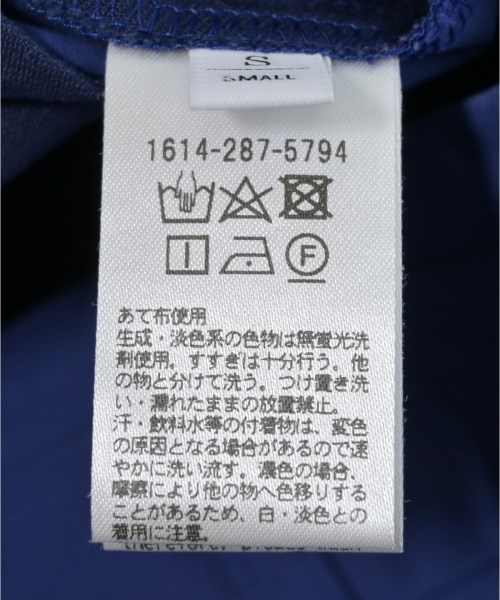 S
SMALL
1614-287-5794
F
あて布使用
生成・淡色系の色物は無蛍光洗
剤使用。すすぎは十分行う。他
の物と分けて洗う。つけ置き洗
い・濡れたままの放置禁止。
汗・飲料水等の付着物は、変色
の原因となる場合があるので速
やかに洗い流す。濃色の場合、
摩擦により他の物へ色移りする
ことがあるため、白・淡色との
着用に注意。